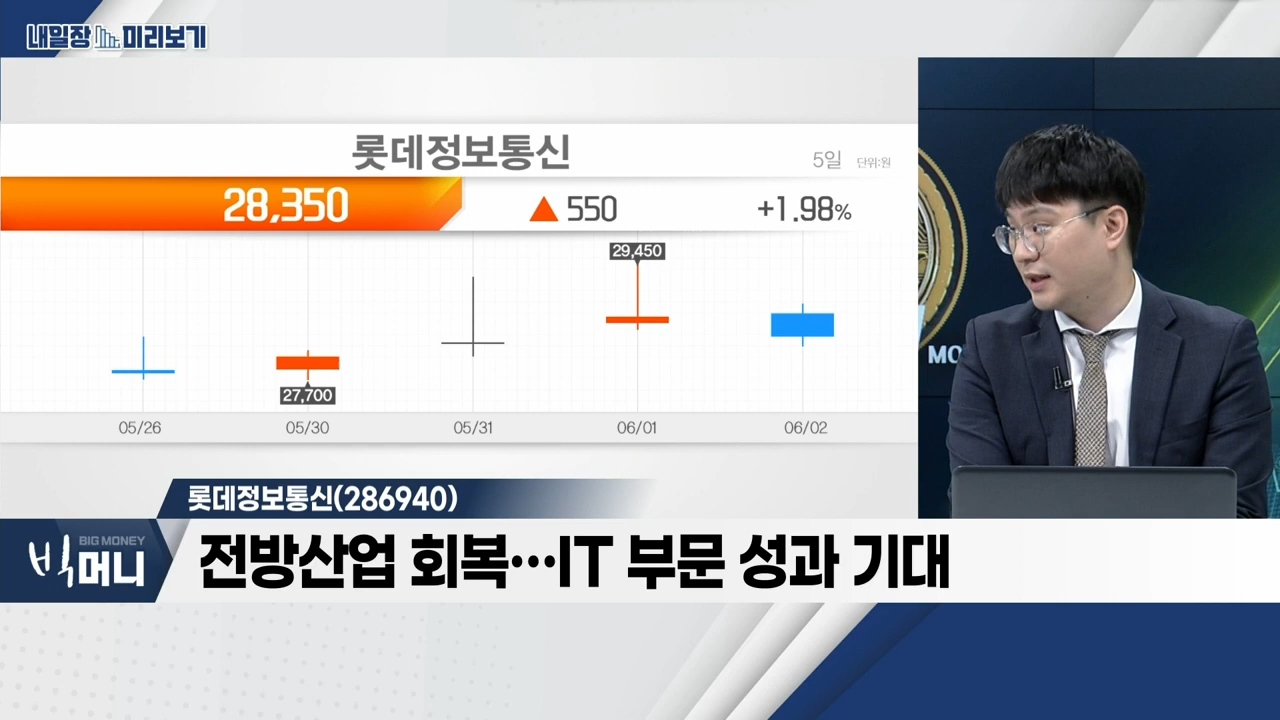 내일장 미리보기
롯데정보통신
5일 단위:원
28,350 ▲ 550 +1.98%
29,450
27,700
05/26 05/30 05/31 06/01 06/02
MO
롯데정보통신(286940)
BIG MONEY
빅머니
전방산업 회복…IT 부문 성과 기대